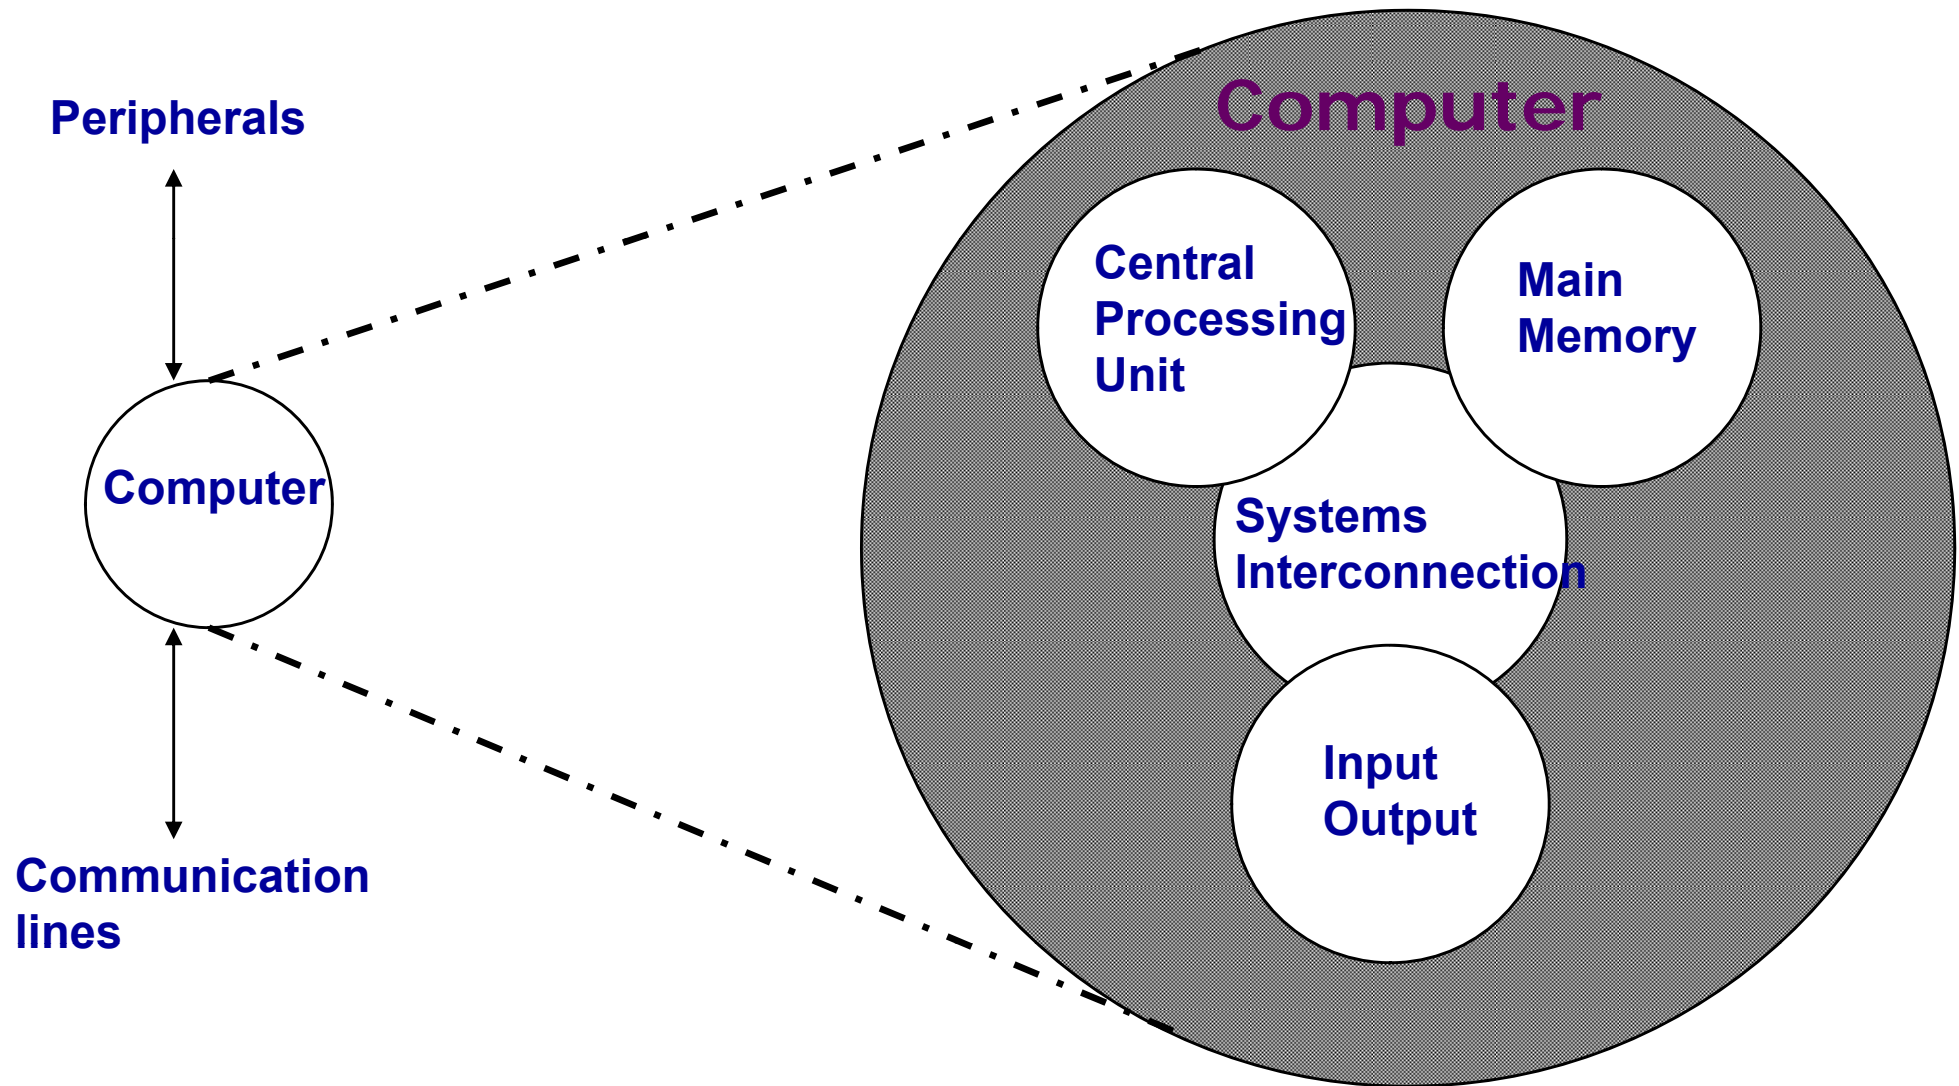 Peripherals
Computer
Communication
lines
Computer
Central
Processing
Unit
Main
Memory
Systems
Interconnection
Input
Output